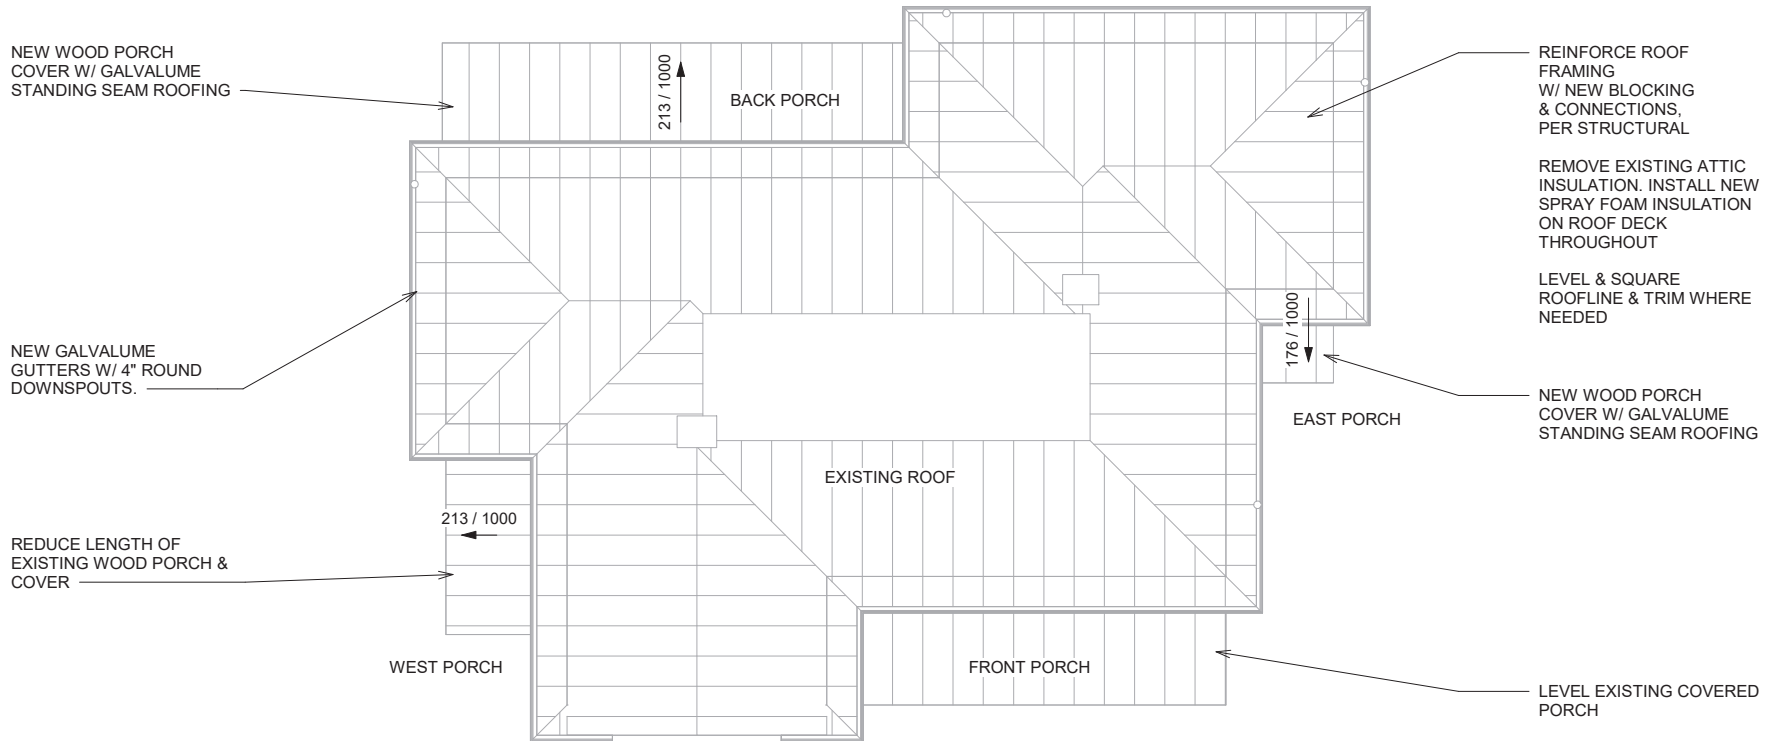 NEW WOOD PORCH
COVER W/ GALVALUME
STANDING SEAM ROOFING
213 / 1000
BACK PORCH
REINFORCE ROOF
FRAMING
W/ NEW BLOCKING
& CONNECTIONS,
PER STRUCTURAL
REMOVE EXISTING ATTIC
INSULATION. INSTALL NEW
SPRAY FOAM INSULATION
ON ROOF DECK
THROUGHOUT
LEVEL & SQUARE
ROOFLINE & TRIM WHERE
NEEDED
176 / 1000
NEW GALVALUME
GUTTERS W/ 4" ROUND
DOWNSPOUTS.
EAST PORCH
NEW WOOD PORCH
COVER W/ GALVALUME
STANDING SEAM ROOFING
EXISTING ROOF
213 / 1000
REDUCE LENGTH OF
EXISTING WOOD PORCH &
COVER
WEST PORCH
FRONT PORCH
LEVEL EXISTING COVERED
PORCH